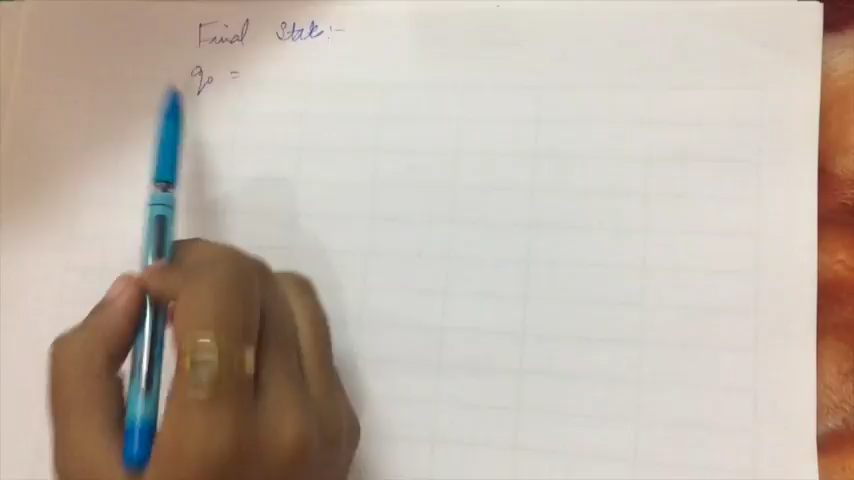 Final State:-
q₀ =